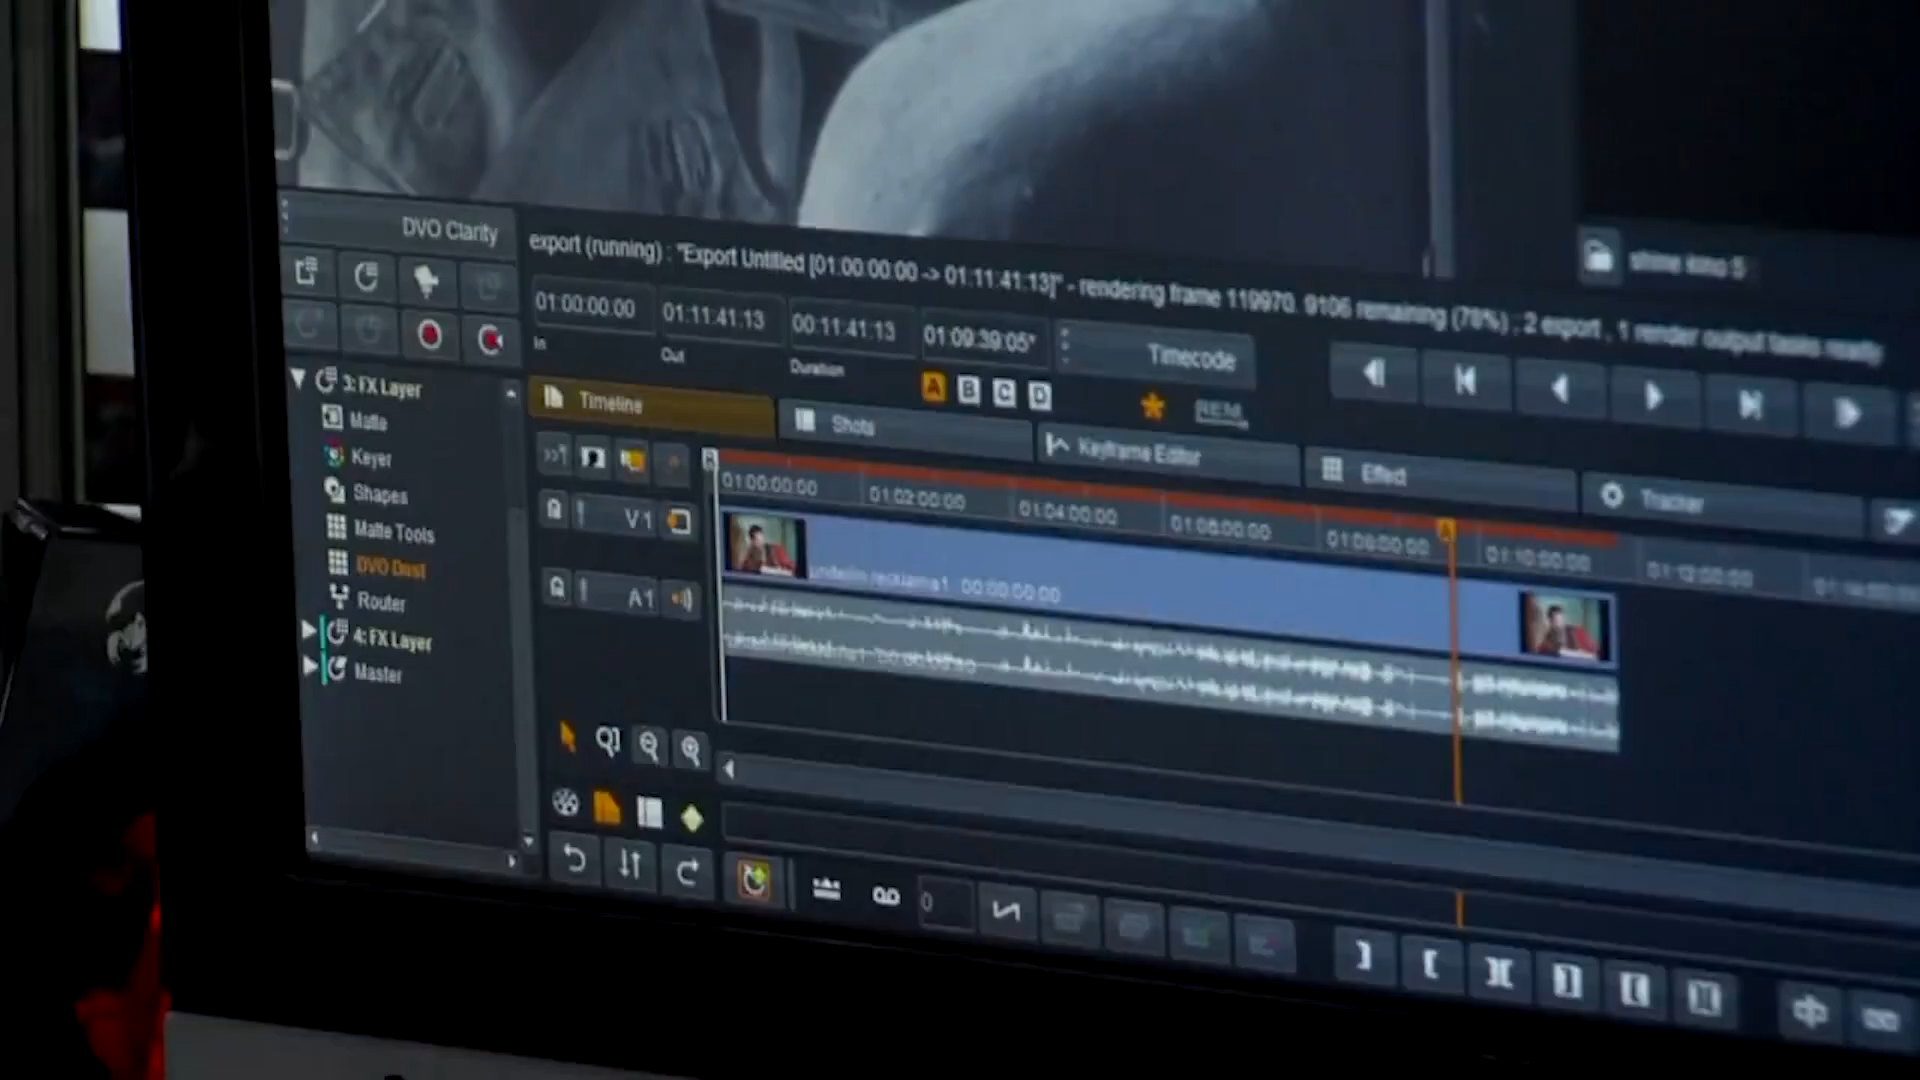 DVO Clarity
export (running) : "Export Untitled [01:00:00:00 -> 01:11:41:13]" - rendering frame 119970. 9106 remaining (78%) , 2 export , 1 render output tasks ready
01:00:00:00 01:11:41:13 00:11:41:13 01:09:39:05* Timecode
In Out Duration
A B C D REM
3: FX Layer
Matte
Keyer
Shapes
Matte Tools
DVO Dust
Router
4: FX Layer
Master
Timeline Shots Keyframe Editor Effect Tracker
01:00:00:00 01:02:00:00 01:04:00:00 01:06:00:00 01:08:00:00 01:10:00:00 01:12:00:00
V1
00:00:00:00
A1
0